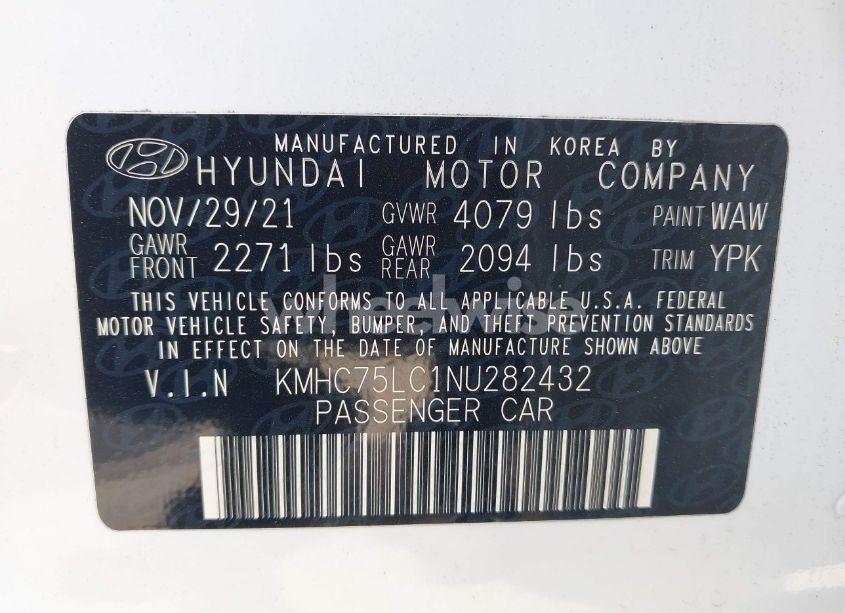 MANUFACTURED IN KOREA BY
HYUNDAI MOTOR COMPANY
NOV/29/21 GVWR 4079 lbs PAINT WAW
GAWR FRONT 2271 lbs GAWR REAR 2094 lbs TRIM YPK
THIS VEHICLE CONFORMS TO ALL APPLICABLE U.S.A. FEDERAL
MOTOR VEHICLE SAFETY, BUMPER, AND THEFT PREVENTION STANDARDS
IN EFFECT ON THE DATE OF MANUFACTURE SHOWN ABOVE
V.I.N KMHC75LC1NU282432
PASSENGER CAR